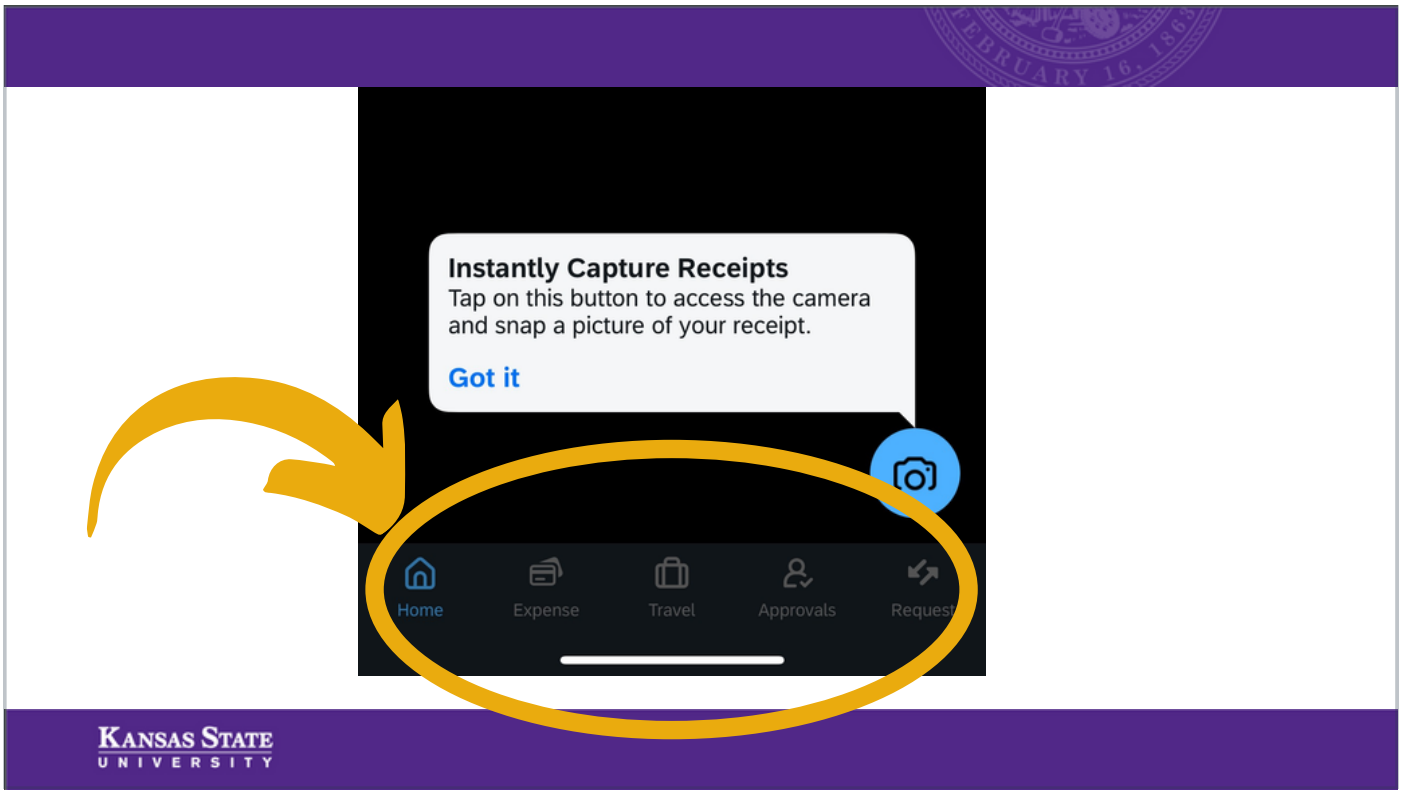 FEBRUARY 16, 1863
Instantly Capture Receipts
Tap on this button to access the camera
and snap a picture of your receipt.
Got it
Home Expense Travel Approvals Request
KANSAS STATE
UNIVERSITY